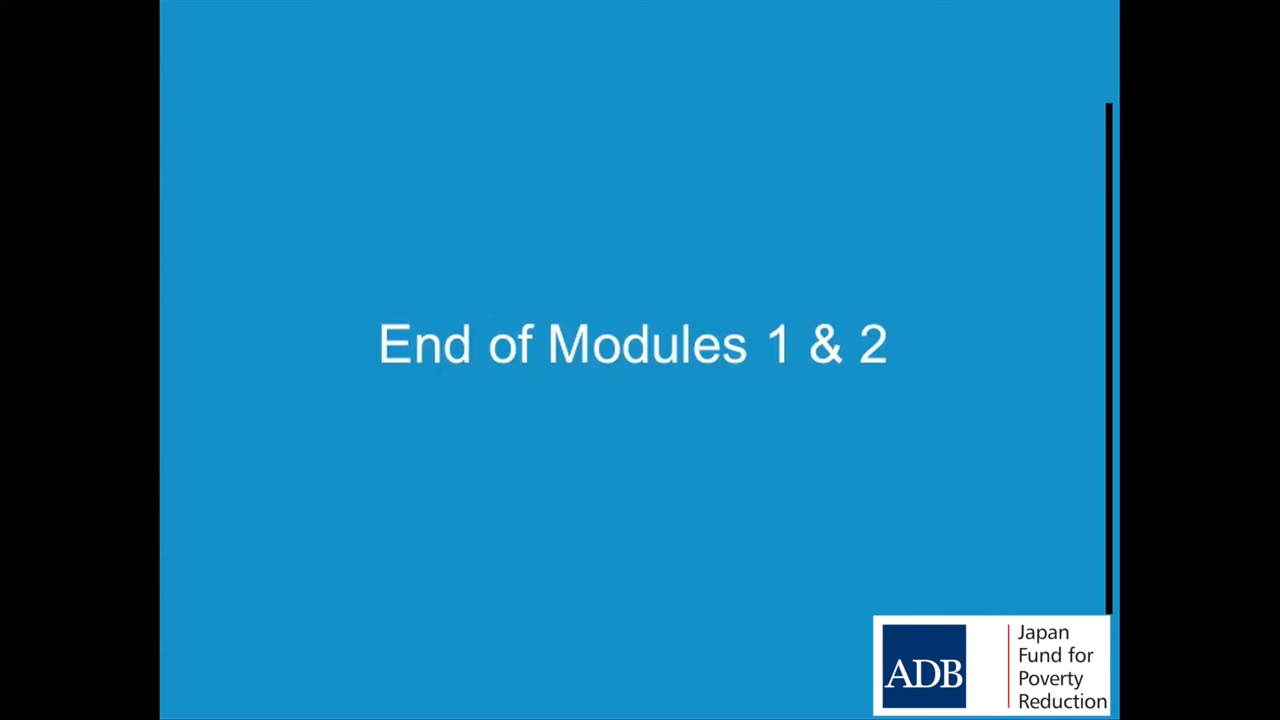 End of Modules 1 & 2
ADB
Japan
Fund for
Poverty
Reduction